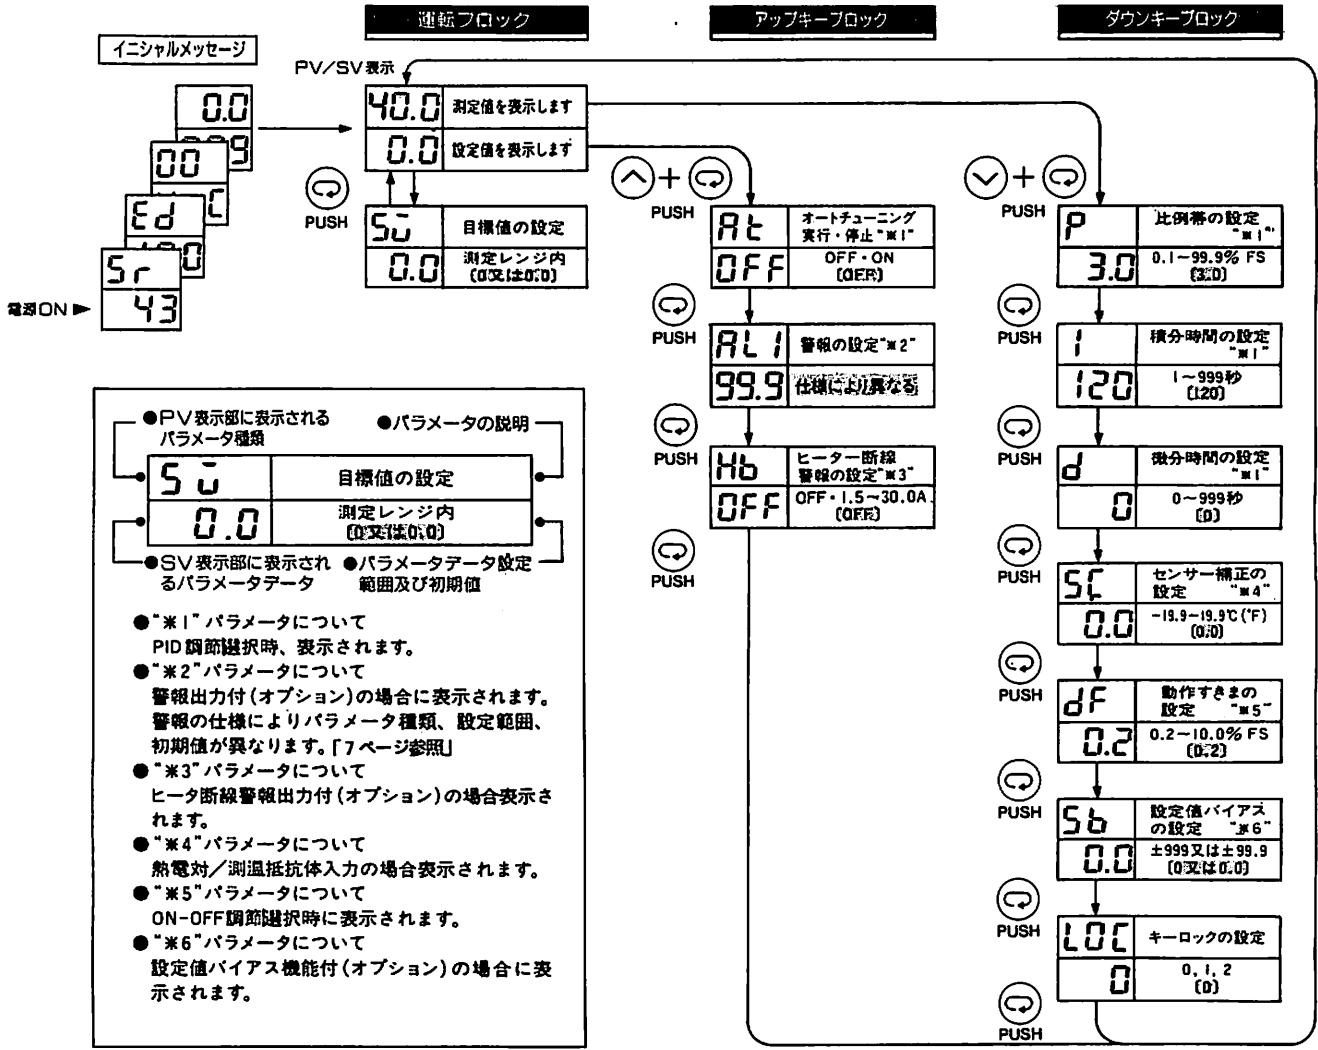 運転ブロック
アップキーブロック
ダウンキーブロック
イニシャルメッセージ
0.0
00
Ed
Sr
43
電源ON
PV/SV表示
40.0
測定値を表示します
0.0
設定値を表示します
PUSH
目標値の設定
0.0
測定レンジ内
(0又は0.0)
+
PUSH
At
オートチューニング
実行・停止"※1"
OFF
OFF・ON
(OFF)
PUSH
AL1
警報の設定"※2"
99.9
仕様により異なる
PUSH
Hb
ヒーター断線
警報の設定"※3"
OFF
OFF・1.5~30.0A
(OFF)
PUSH
+
PUSH
P
比例帯の設定
"※1"
3.0
0.1~99.9% FS
(3.0)
PUSH
I
積分時間の設定
"※1"
120
1~999秒
(120)
PUSH
d
微分時間の設定
"※1"
0
0~999秒
(0)
PUSH
SC
センサー補正の
設定 "※4"
0.0
-19.9~19.9℃(℉)
(0.0)
PUSH
dF
動作すきまの
設定 "※5"
0.2
0.2~10.0% FS
(0.2)
PUSH
Sb
設定値バイアス
の設定 "※6"
0.0
±999又は±99.9
(0又は0.0)
PUSH
LOC
キーロックの設定
0
0, 1, 2
(0)
PUSH
●PV表示部に表示される
パラメータ種類
●パラメータの説明
目標値の設定
0.0
測定レンジ内
(0又は0.0)
●SV表示部に表示され
るパラメータデータ
●パラメータデータ設定
範囲及び初期値
●"※1"パラメータについて
PID調節選択時、表示されます。
●"※2"パラメータについて
警報出力付(オプション)の場合に表示されます。
警報の仕様によりパラメータ種類、設定範囲、
初期値が異なります。「7ページ参照」
●"※3"パラメータについて
ヒータ断線警報出力付(オプション)の場合表示さ
れます。
●"※4"パラメータについて
熱電対/測温抵抗体入力の場合表示されます。
●"※5"パラメータについて
ON-OFF調節選択時に表示されます。
●"※6"パラメータについて
設定値バイアス機能付(オプション)の場合に表
示されます。